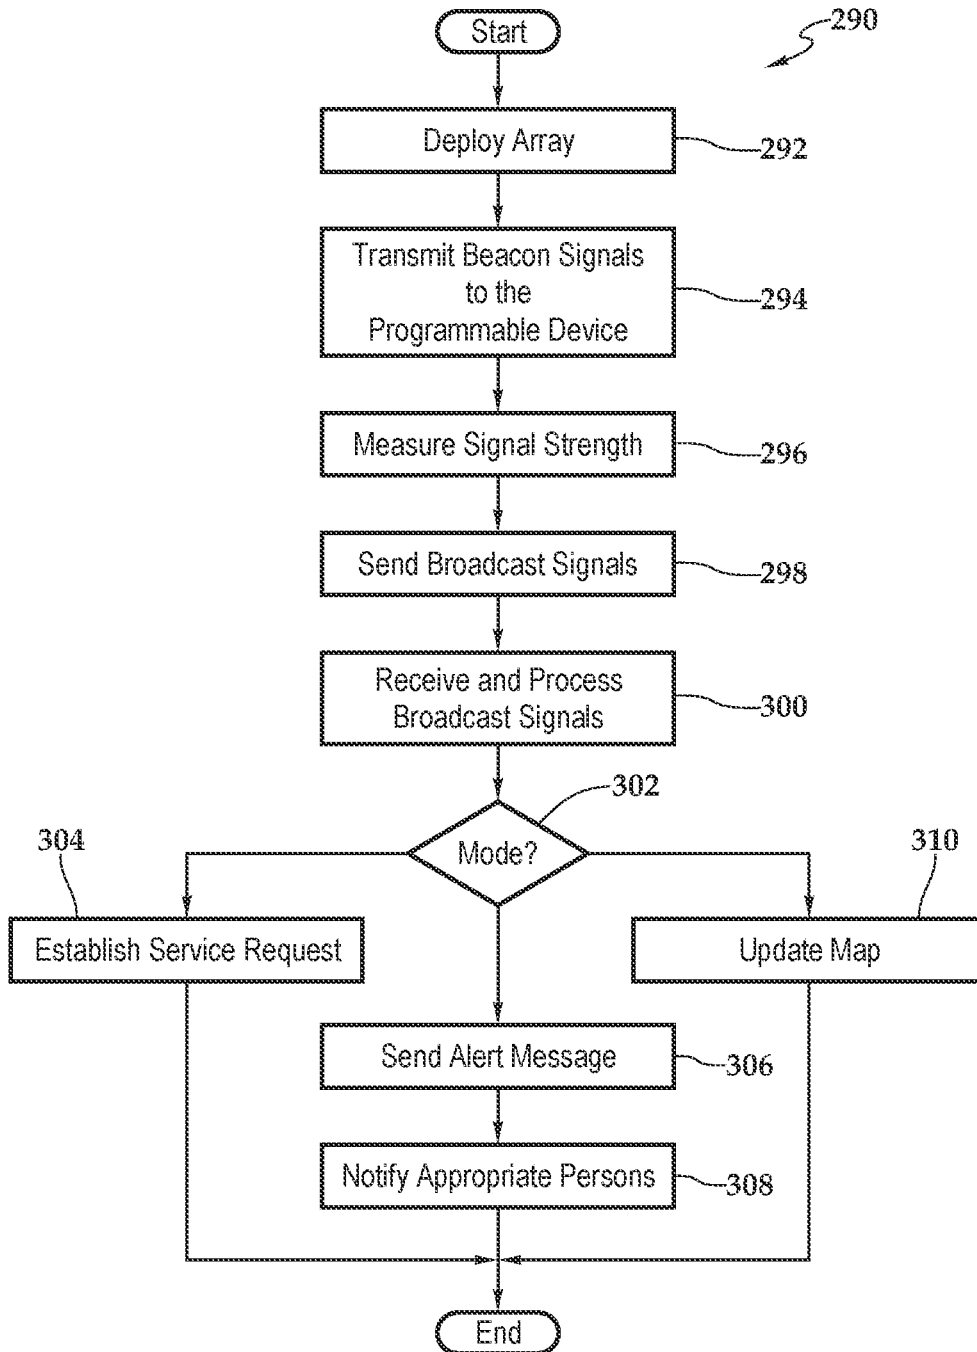 Start
290
Deploy Array
292
Transmit Beacon Signals
to the
Programmable Device
294
Measure Signal Strength
296
Send Broadcast Signals
298
Receive and Process
Broadcast Signals
300
302
Mode?
304
310
Establish Service Request
Update Map
Send Alert Message
306
Notify Appropriate Persons
308
End